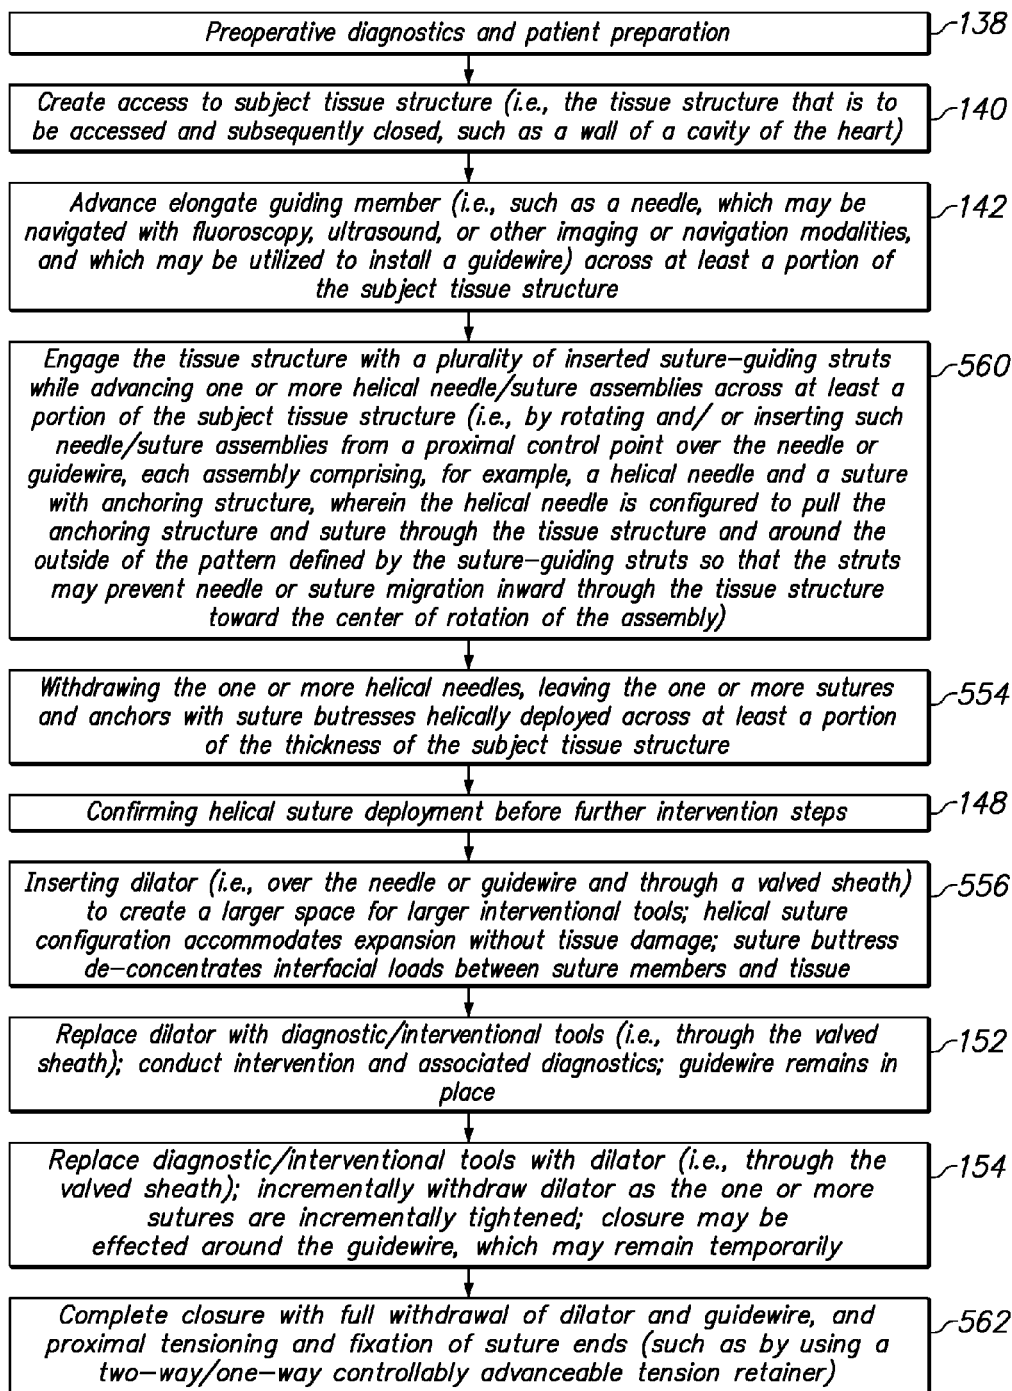 Preoperative diagnostics and patient preparation
138
Create access to subject tissue structure (i.e., the tissue structure that is to
be accessed and subsequently closed, such as a wall of a cavity of the heart)
140
Advance elongate guiding member (i.e., such as a needle, which may be
navigated with fluoroscopy, ultrasound, or other imaging or navigation modalities,
and which may be utilized to install a guidewire) across at least a portion of
the subject tissue structure
142
Engage the tissue structure with a plurality of inserted suture-guiding struts
while advancing one or more helical needle/suture assemblies across at least a
portion of the subject tissue structure (i.e., by rotating and/ or inserting such
needle/suture assemblies from a proximal control point over the needle or
guidewire, each assembly comprising, for example, a helical needle and a suture
with anchoring structure, wherein the helical needle is configured to pull the
anchoring structure and suture through the tissue structure and around the
outside of the pattern defined by the suture-guiding struts so that the struts
may prevent needle or suture migration inward through the tissue structure
toward the center of rotation of the assembly)
560
Withdrawing the one or more helical needles, leaving the one or more sutures
and anchors with suture butresses helically deployed across at least a portion
of the thickness of the subject tissue structure
554
Confirming helical suture deployment before further intervention steps
148
Inserting dilator (i.e., over the needle or guidewire and through a valved sheath)
to create a larger space for larger interventional tools; helical suture
configuration accommodates expansion without tissue damage; suture buttress
de-concentrates interfacial loads between suture members and tissue
556
Replace dilator with diagnostic/interventional tools (i.e., through the valved
sheath); conduct intervention and associated diagnostics; guidewire remains in
place
152
Replace diagnostic/interventional tools with dilator (i.e., through the
valved sheath); incrementally withdraw dilator as the one or more
sutures are incrementally tightened; closure may be
effected around the guidewire, which may remain temporarily
154
Complete closure with full withdrawal of dilator and guidewire, and
proximal tensioning and fixation of suture ends (such as by using a
two-way/one-way controllably advanceable tension retainer)
562